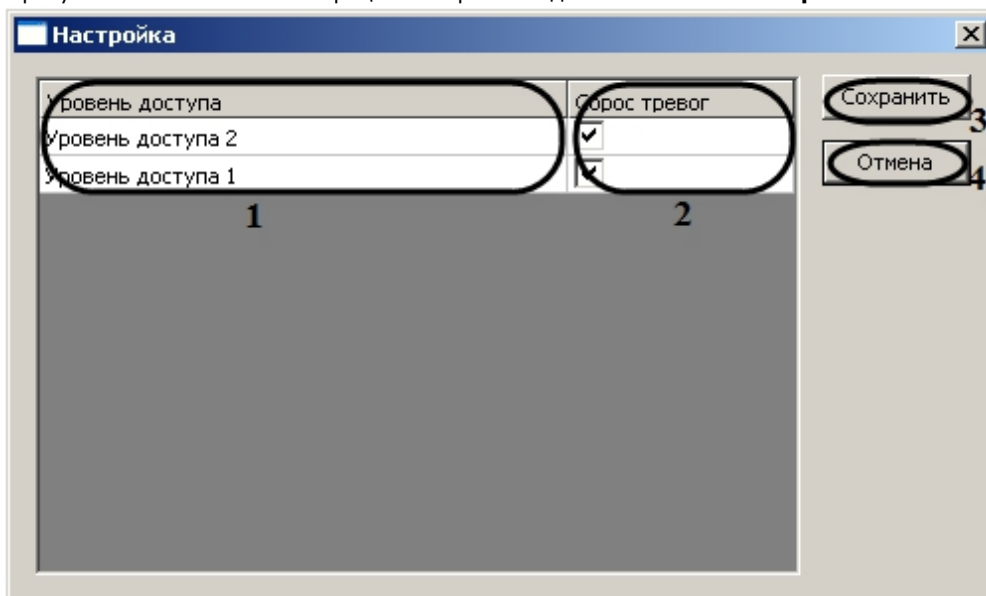 Настройка
Уровень доступа
Сброс тревог
Сохранить
3
Уровень доступа 2
Отмена
4
Уровень доступа 1
1
2